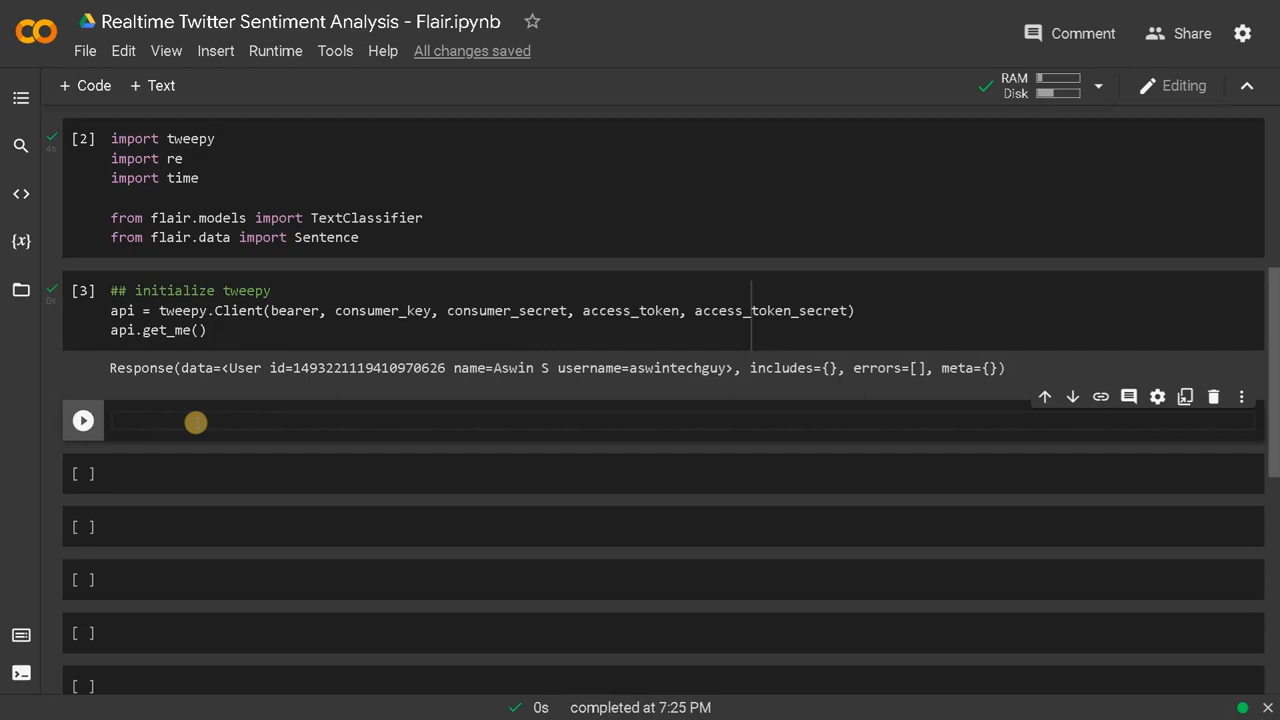 Realtime Twitter Sentiment Analysis - Flair.ipynb
File Edit View Insert Runtime Tools Help All changes saved
Comment Share
+ Code + Text
RAM
Disk
Editing
[2] import tweepy
4s
import re
import time
from flair.models import TextClassifier
from flair.data import Sentence
[3] ## initialize tweepy
0s
api = tweepy.Client(bearer, consumer_key, consumer_secret, access_token, access_token_secret)
api.get_me()
Response(data=<User id=1493221119410970626 name=Aswin S username=aswintechguy>, includes={}, errors=[], meta={})
[ ]
[ ]
[ ]
[ ]
[ ]
{x}
0s completed at 7:25 PM